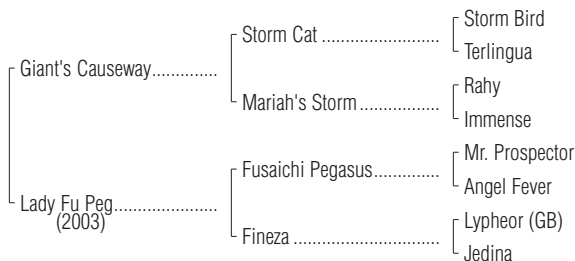 Storm Bird
Storm Cat ........................
Terlingua
Giant's Causeway.............
Rahy
Mariah's Storm ................
Immense
Mr. Prospector
Fusaichi Pegasus.............
Angel Fever
Lady Fu Peg.....................
(2003)
Lypheor (GB)
Fineza .............................
Jedina